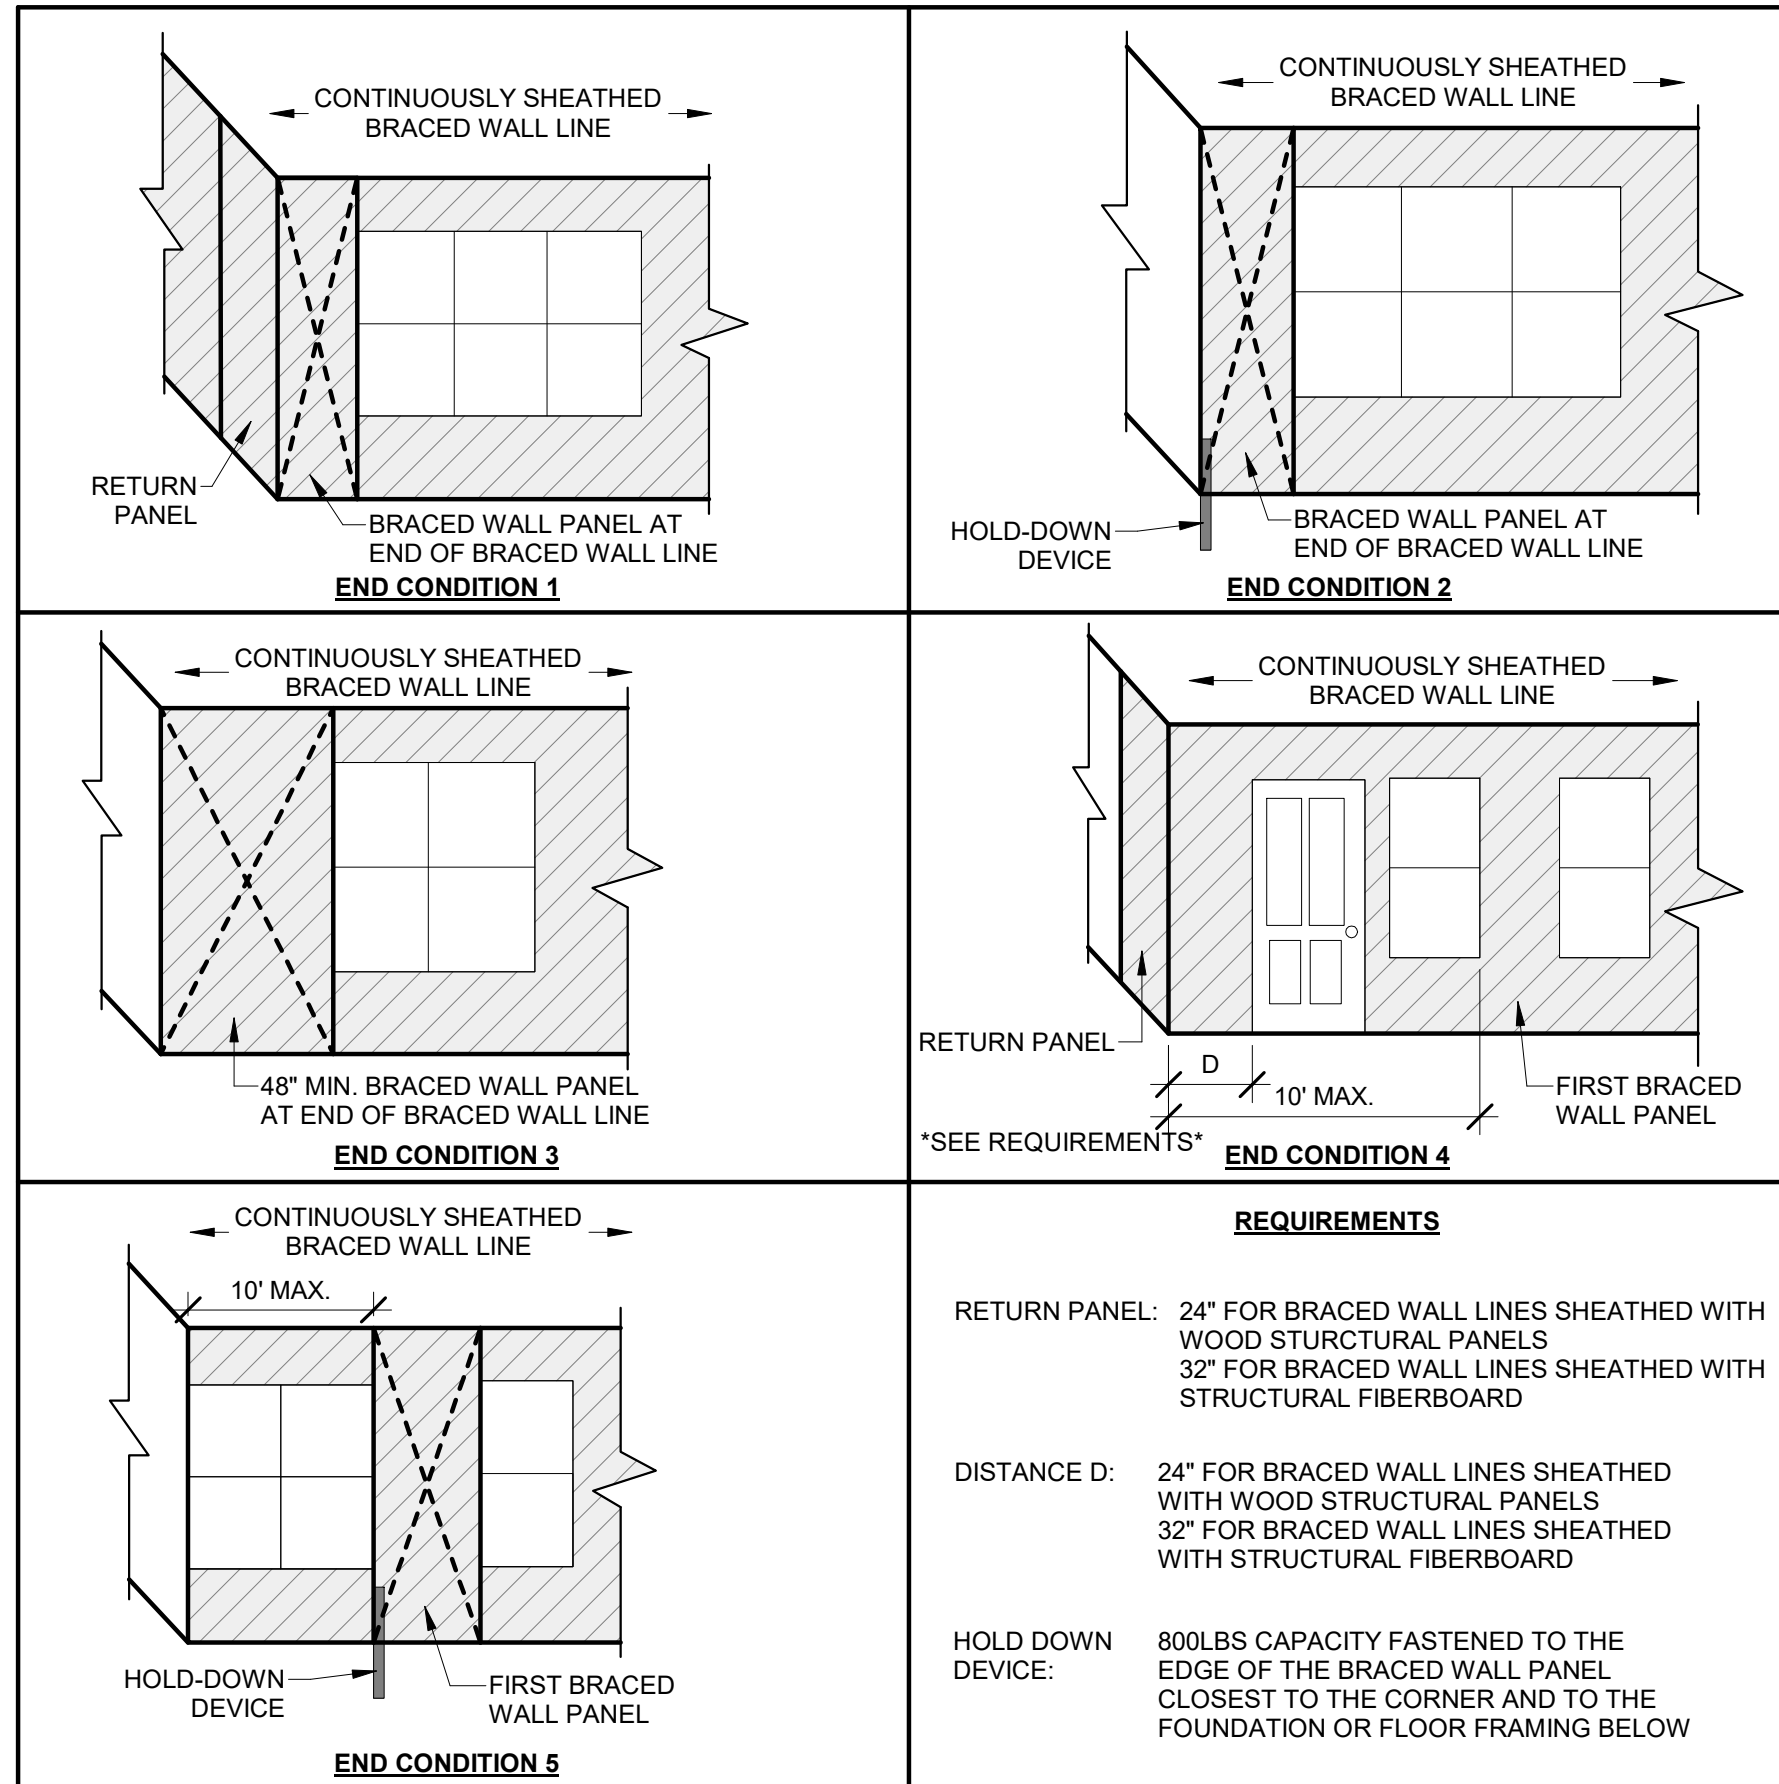 CONTINUOUSLY SHEATHED
BRACED WALL LINE
RETURN
PANEL
BRACED WALL PANEL AT
END OF BRACED WALL LINE
END CONDITION 1
CONTINUOUSLY SHEATHED
BRACED WALL LINE
HOLD-DOWN
DEVICE
BRACED WALL PANEL AT
END OF BRACED WALL LINE
END CONDITION 2
CONTINUOUSLY SHEATHED
BRACED WALL LINE
48" MIN. BRACED WALL PANEL
AT END OF BRACED WALL LINE
END CONDITION 3
CONTINUOUSLY SHEATHED
BRACED WALL LINE
RETURN PANEL
D
10' MAX.
FIRST BRACED
WALL PANEL
*SEE REQUIREMENTS*
END CONDITION 4
CONTINUOUSLY SHEATHED
BRACED WALL LINE
10' MAX.
HOLD-DOWN
DEVICE
FIRST BRACED
WALL PANEL
END CONDITION 5
REQUIREMENTS
RETURN PANEL: 24" FOR BRACED WALL LINES SHEATHED WITH
WOOD STURCTURAL PANELS
32" FOR BRACED WALL LINES SHEATHED WITH
STRUCTURAL FIBERBOARD
DISTANCE D: 24" FOR BRACED WALL LINES SHEATHED
WITH WOOD STRUCTURAL PANELS
32" FOR BRACED WALL LINES SHEATHED
WITH STRUCTURAL FIBERBOARD
HOLD DOWN 800LBS CAPACITY FASTENED TO THE
DEVICE: EDGE OF THE BRACED WALL PANEL
CLOSEST TO THE CORNER AND TO THE
FOUNDATION OR FLOOR FRAMING BELOW